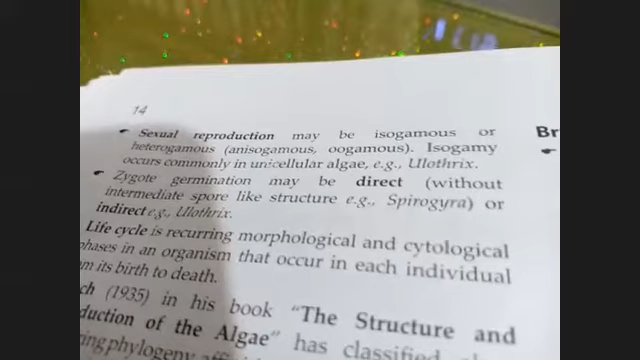 14
Sexual reproduction may be isogamous or
heterogamous (anisogamous, oogamous). Isogamy
occurs commonly in unicellular algae, e.g., Ulothrix.
Zygote germination may be direct (without
intermediate spore like structure e.g., Spirogyra) or
indirect e.g., Ulothrix.
Life cycle is recurring morphological and cytological
phases in an organism that occur in each individual
m its birth to death.
ch (1935) in his book "The Structure and
duction of the Algae" has classified
ring phylogeny
Br